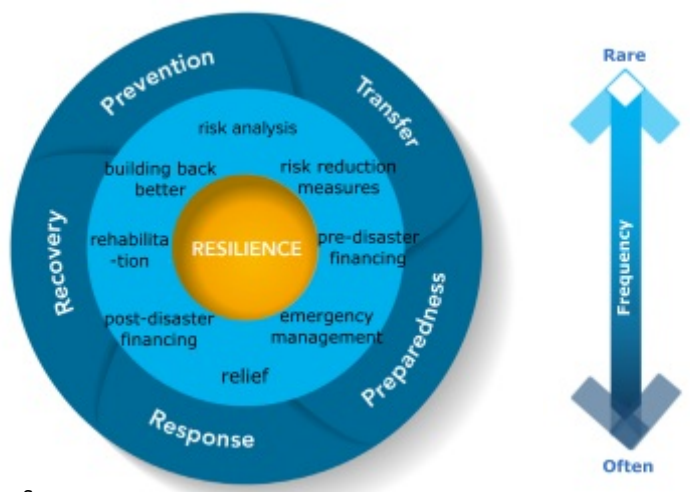 Prevention
Transfer
Preparedness
Response
Recovery
risk analysis
risk reduction
measures
pre-disaster
financing
emergency
management
relief
post-disaster
financing
rehabilita
-tion
building back
better
RESILIENCE
Rare
Frequency
Often